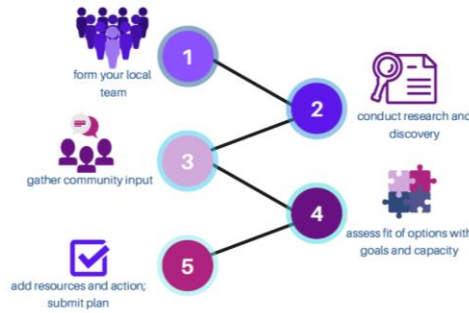 1
form your local
team
2
conduct research and
discovery
3
gather community input
4
assess fit of options with
goals and capacity
5
add resources and action;
submit plan